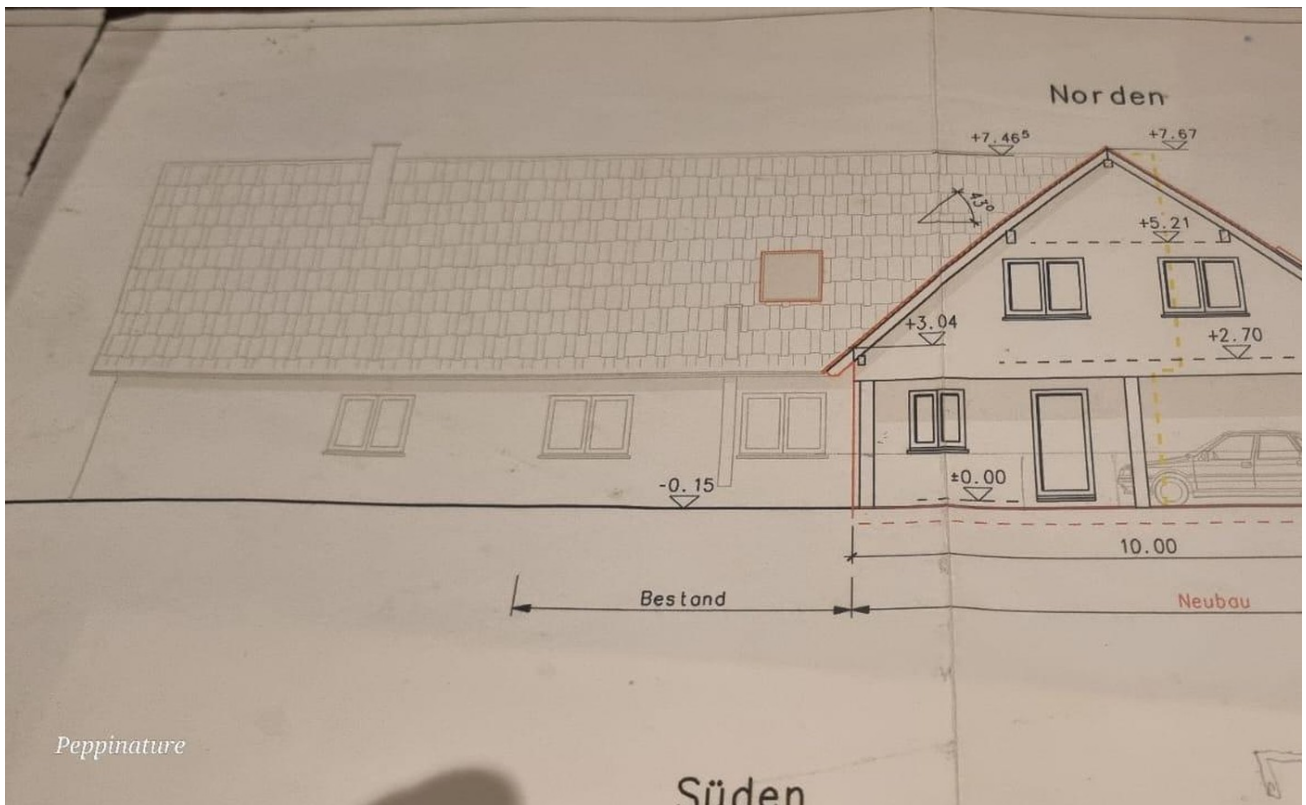 Norden
+7.46⁵
+7.67
43°
+5.21
+3.04
+2.70
-0.15
±0.00
10.00
Bestand
Neubau
Peppinature
Süden